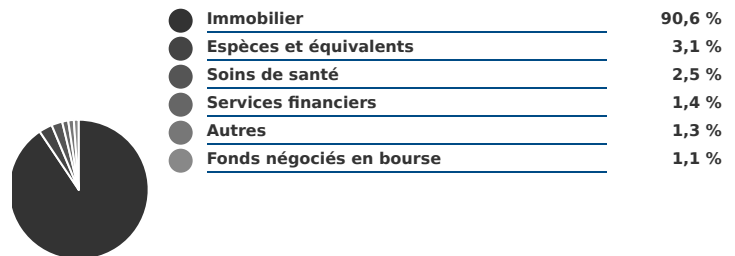 Immobilier 90,6 %
Espèces et équivalents 3,1 %
Soins de santé 2,5 %
Services financiers 1,4 %
Autres 1,3 %
Fonds négociés en bourse 1,1 %